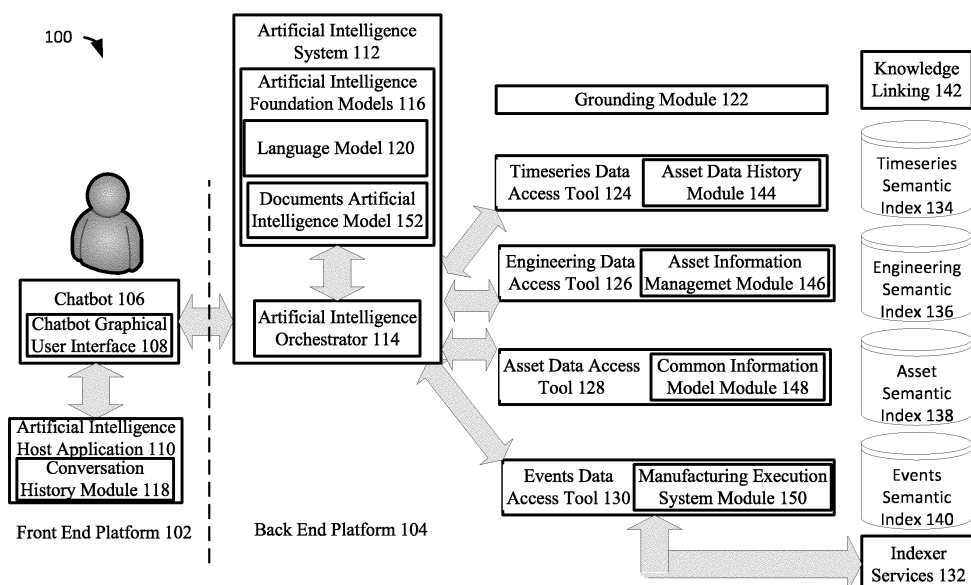 100
Artificial Intelligence
System 112
Artificial Intelligence
Foundation Models 116
Language Model 120
Documents Artificial
Intelligence Model 152
Artificial Intelligence
Orchestrator 114
Chatbot 106
Chatbot Graphical
User Interface 108
Artificial Intelligence
Host Application 110
Conversation
History Module 118
Front End Platform 102
Back End Platform 104
Grounding Module 122
Timeseries Data
Access Tool 124
Asset Data History
Module 144
Engineering Data
Access Tool 126
Asset Information
Managemet Module 146
Asset Data Access
Tool 128
Common Information
Model Module 148
Events Data
Access Tool 130
Manufacturing Execution
System Module 150
Knowledge
Linking 142
Timeseries
Semantic
Index 134
Engineering
Semantic
Index 136
Asset
Semantic
Index 138
Events
Semantic
Index 140
Indexer
Services 132